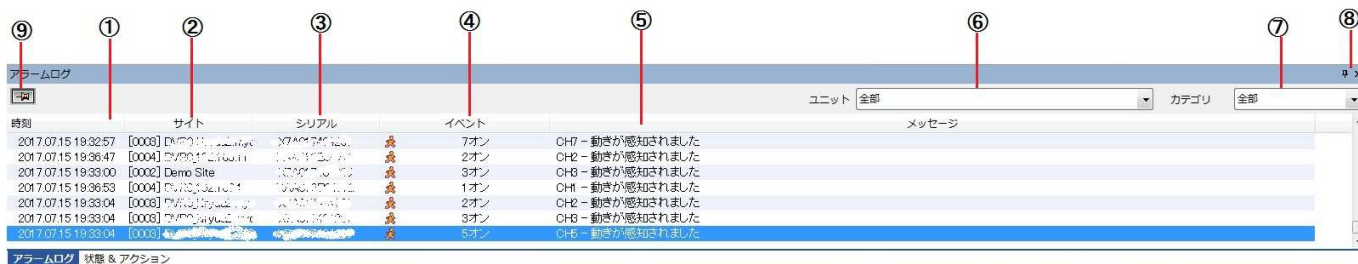 ⑨ ① ② ③ ④ ⑤ ⑥ ⑦ ⑧
アラームログ
ユニット 全部 カテゴリ 全部
時刻 サイト シリアル イベント メッセージ
2017.07.15 19:32:57 [0003] 7オン CH7 - 動きが感知されました
2017.07.15 19:36:47 [0004] 2オン CH2 - 動きが感知されました
2017.07.15 19:33:00 [0002] Demo Site 3オン CH3 - 動きが感知されました
2017.07.15 19:36:53 [0004] 1オン CH1 - 動きが感知されました
2017.07.15 19:33:04 [0003] 2オン CH2 - 動きが感知されました
2017.07.15 19:33:04 [0003] 3オン CH3 - 動きが感知されました
2017.07.15 19:33:04 [0003] 5オン CH5 - 動きが感知されました
アラームログ 状態 & アクション